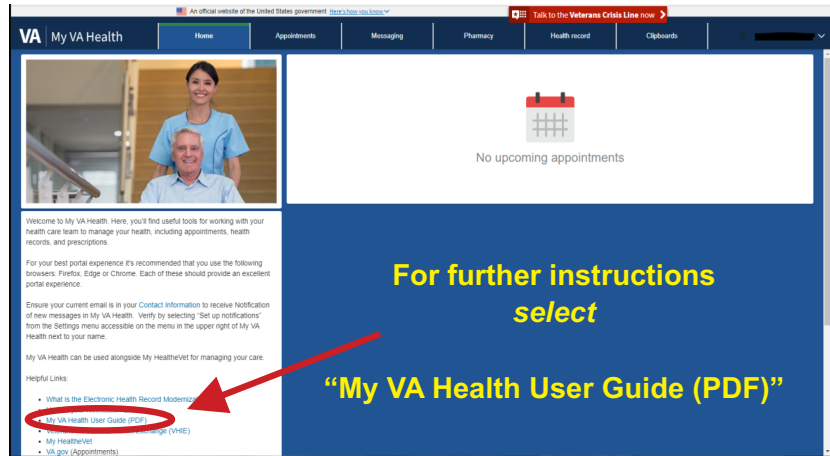 An official website of the United States government Here's how you know
Talk to the Veterans Crisis Line now
VA My VA Health
Home Appointments Messaging Pharmacy Health record Clipboards
No upcoming appointments
Welcome to My VA Health. Here, you'll find useful tools for working with your
health care team to manage your health, including appointments, health
records, and prescriptions.
For your best portal experience it's recommended that you use the following
browsers: Firefox, Edge or Chrome. Each of these should provide an excellent
portal experience.
Ensure your current email is in your Contact Information to receive Notification
of new messages in My VA Health. Verify by selecting "Set up notifications"
from the Settings menu accessible on the menu in the upper right of My VA
Health next to your name.
My VA Health can be used alongside My HealtheVet for managing your care.
Helpful Links:
• What is the Electronic Health Record
• My VA Health User Guide (PDF)
(VHIE)
• My HealtheVet
• VA.gov (Appointments)
For further instructions
select
“My VA Health User Guide (PDF)”